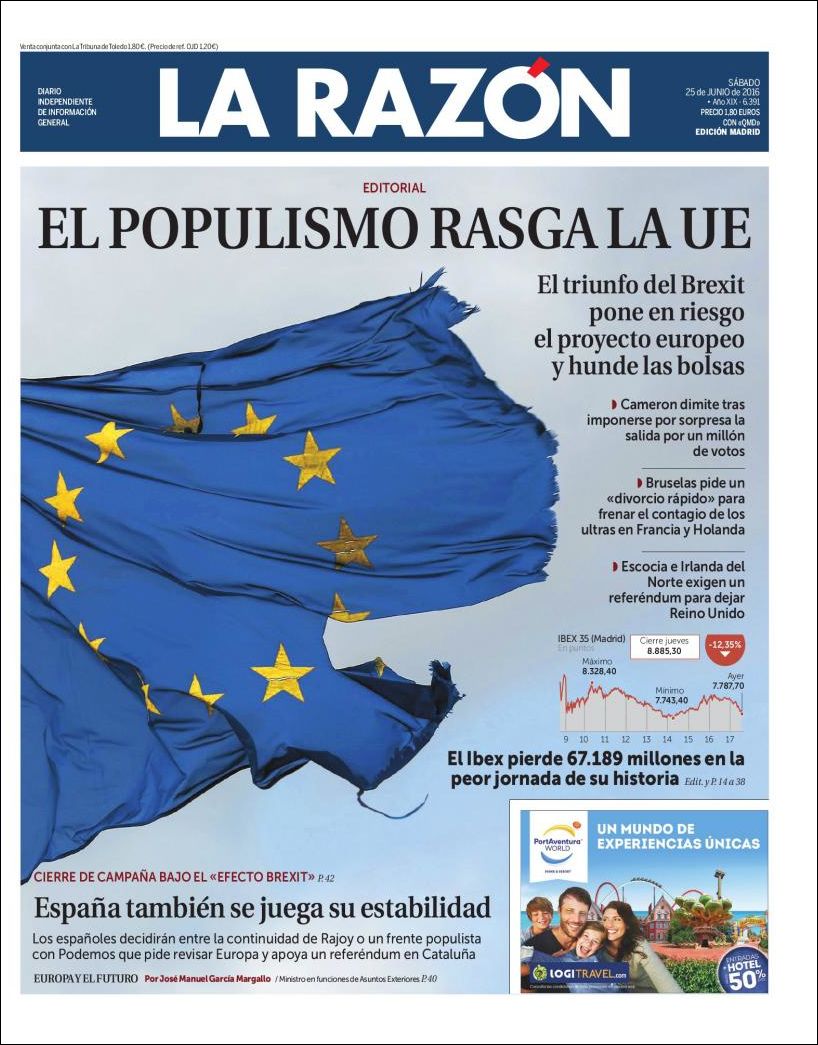 Venta conjunta con La Tribuna de Toledo 1,80 €. (Precio de ref. OJD 1,20 €)
DIARIO
INDEPENDIENTE
DE INFORMACIÓN
GENERAL
LA RAZÓN
SÁBADO
25 de JUNIO de 2016
• Año XIX · 6.391
PRECIO 1,80 EUROS
CON «QMD»
EDICIÓN MADRID
EDITORIAL
EL POPULISMO RASGA LA UE
El triunfo del Brexit
pone en riesgo
el proyecto europeo
y hunde las bolsas
Cameron dimite tras
imponerse por sorpresa la
salida por un millón
de votos
Bruselas pide un
«divorcio rápido» para
frenar el contagio de los
ultras en Francia y Holanda
Escocia e Irlanda del
Norte exigen un
referéndum para dejar
Reino Unido
IBEX 35 (Madrid)
En puntos
Cierre jueves
8.885,30
-12,35%
Máximo
8.328,40
Mínimo
7.743,40
Ayer
7.787,70
9 10 11 12 13 14 15 16 17
El Ibex pierde 67.189 millones en la
peor jornada de su historia Edit. y P. 14 a 38
CIERRE DE CAMPAÑA BAJO EL «EFECTO BREXIT» P. 42
España también se juega su estabilidad
Los españoles decidirán entre la continuidad de Rajoy o un frente populista
con Podemos que pide revisar Europa y apoya un referéndum en Cataluña
EUROPA Y EL FUTURO Por José Manuel García Margallo / Ministro en funciones de Asuntos Exteriores P. 40
PortAventura
WORLD
PARKS & RESORT
UN MUNDO DE
EXPERIENCIAS ÚNICAS
LOGITRAVEL.com
ENTRADAS
+HOTEL
50%